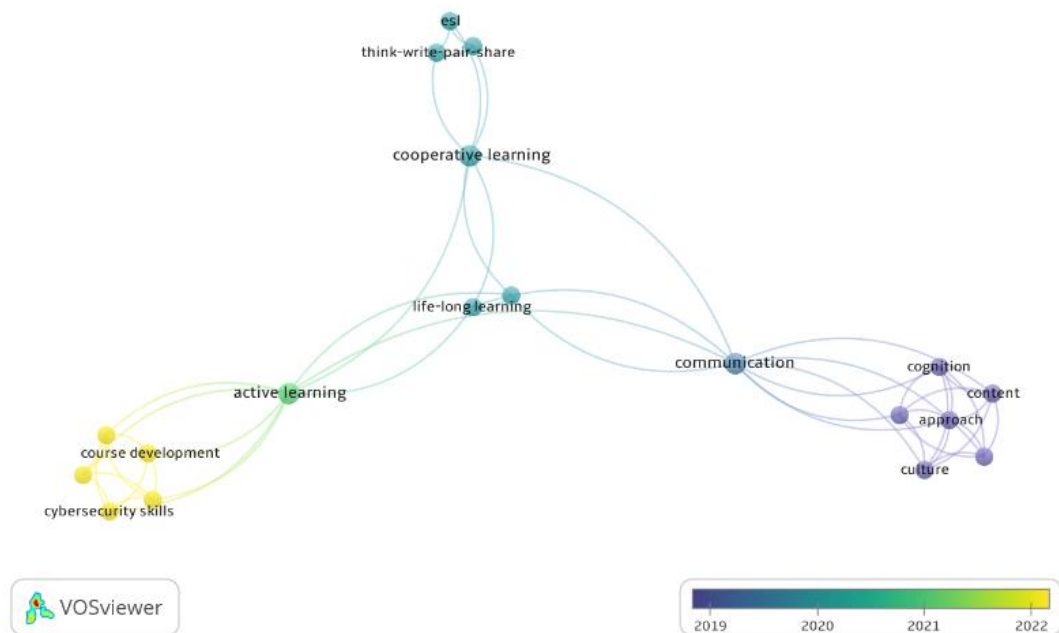 esl
think-write-pair-share
cooperative learning
life-long learning
communication
cognition
content
active learning
approach
course development
culture
cybersecurity skills
VOSviewer
2019 2020 2021 2022